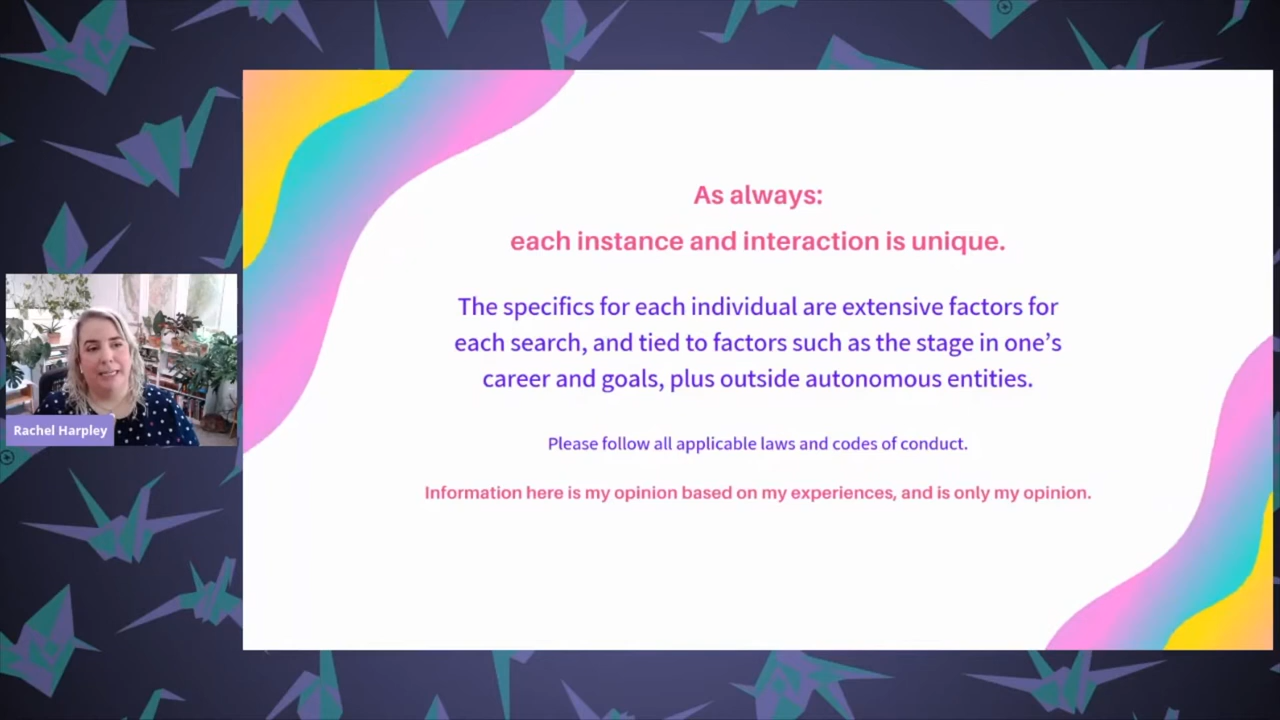 As always:
each instance and interaction is unique.
The specifics for each individual are extensive factors for
each search, and tied to factors such as the stage in one’s
career and goals, plus outside autonomous entities.
Please follow all applicable laws and codes of conduct.
Information here is my opinion based on my experiences, and is only my opinion.
Rachel Harpley